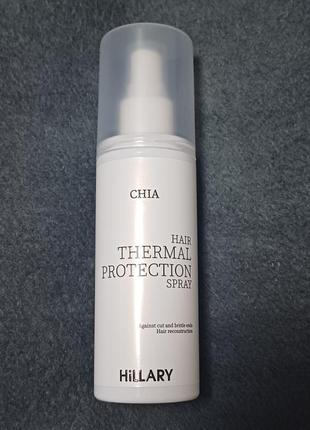 CHIA
HAIR
THERMAL
PROTECTION
SPRAY
Against cut and brittle ends
Hair reconstruction
HiLLARY